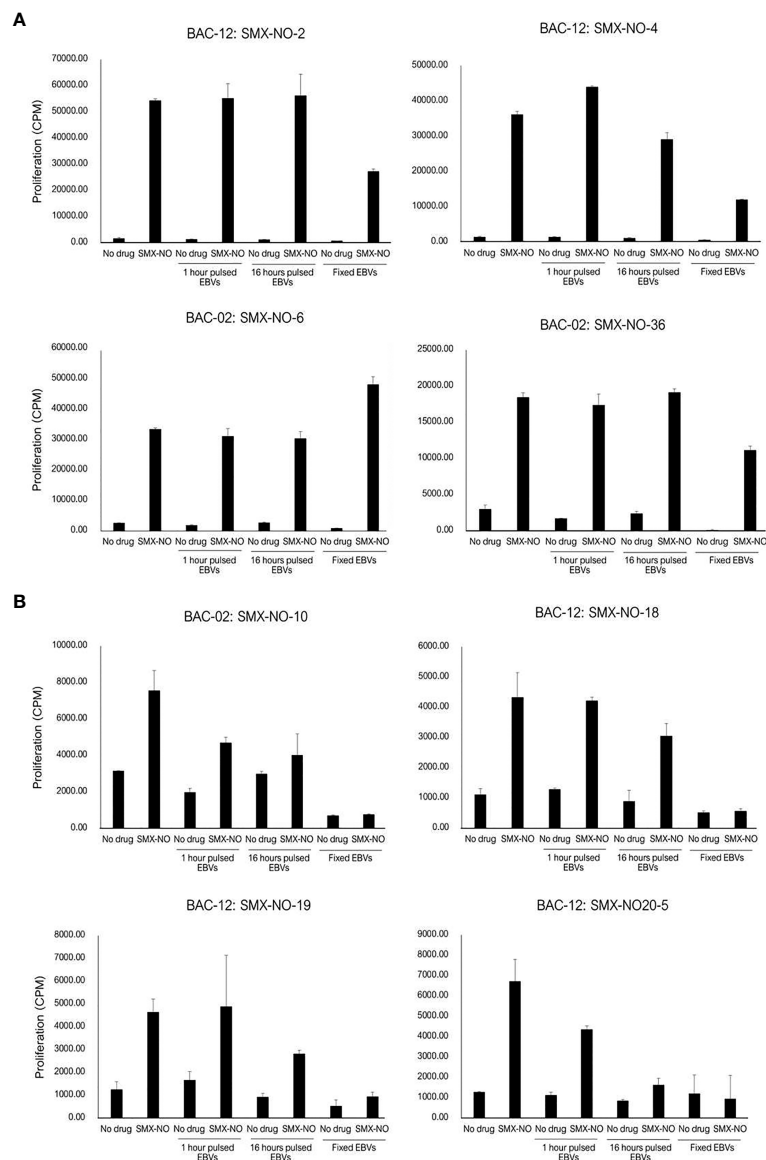 A
BAC-12: SMX-NO-2
Proliferation (CPM)
70000.00
60000.00
50000.00
40000.00
30000.00
20000.00
10000.00
0.00
No drug SMX-NO No drug SMX-NO No drug SMX-NO No drug SMX-NO
1 hour pulsed EBVs
16 hours pulsed EBVs
Fixed EBVs
BAC-12: SMX-NO-4
50000.00
40000.00
30000.00
20000.00
10000.00
0.00
No drug SMX-NO No drug SMX-NO No drug SMX-NO No drug SMX-NO
1 hour pulsed EBVs
16 hours pulsed EBVs
Fixed EBVs
BAC-02: SMX-NO-6
Proliferation (CPM)
60000.00
50000.00
40000.00
30000.00
20000.00
10000.00
0.00
No drug SMX-NO No drug SMX-NO No drug SMX-NO No drug SMX-NO
1 hour pulsed EBVs
16 hours pulsed EBVs
Fixed EBVs
BAC-02: SMX-NO-36
25000.00
20000.00
15000.00
10000.00
5000.00
0.00
No drug SMX-NO No drug SMX-NO No drug SMX-NO No drug SMX-NO
1 hour pulsed EBVs
16 hours pulsed EBVs
Fixed EBVs
B
BAC-02: SMX-NO-10
Proliferation (CPM)
10000.00
8000.00
6000.00
4000.00
2000.00
0.00
No drug SMX-NO No drug SMX-NO No drug SMX-NO No drug SMX-NO
1 hour pulsed EBVs
16 hours pulsed EBVs
Fixed EBVs
BAC-12: SMX-NO-18
6000.00
5000.00
4000.00
3000.00
2000.00
1000.00
0.00
No drug SMX-NO No drug SMX-NO No drug SMX-NO No drug SMX-NO
1 hour pulsed EBVs
16 hours pulsed EBVs
Fixed EBVs
BAC-12: SMX-NO-19
Proliferation (CPM)
8000.00
7000.00
6000.00
5000.00
4000.00
3000.00
2000.00
1000.00
0.00
No drug SMX-NO No drug SMX-NO No drug SMX-NO No drug SMX-NO
1 hour pulsed EBVs
16 hours pulsed EBVs
Fixed EBVs
BAC-12: SMX-NO20-5
9000.00
8000.00
7000.00
6000.00
5000.00
4000.00
3000.00
2000.00
1000.00
0.00
No drug SMX-NO No drug SMX-NO No drug SMX-NO No drug SMX-NO
1 hour pulsed EBVs
16 hours pulsed EBVs
Fixed EBVs